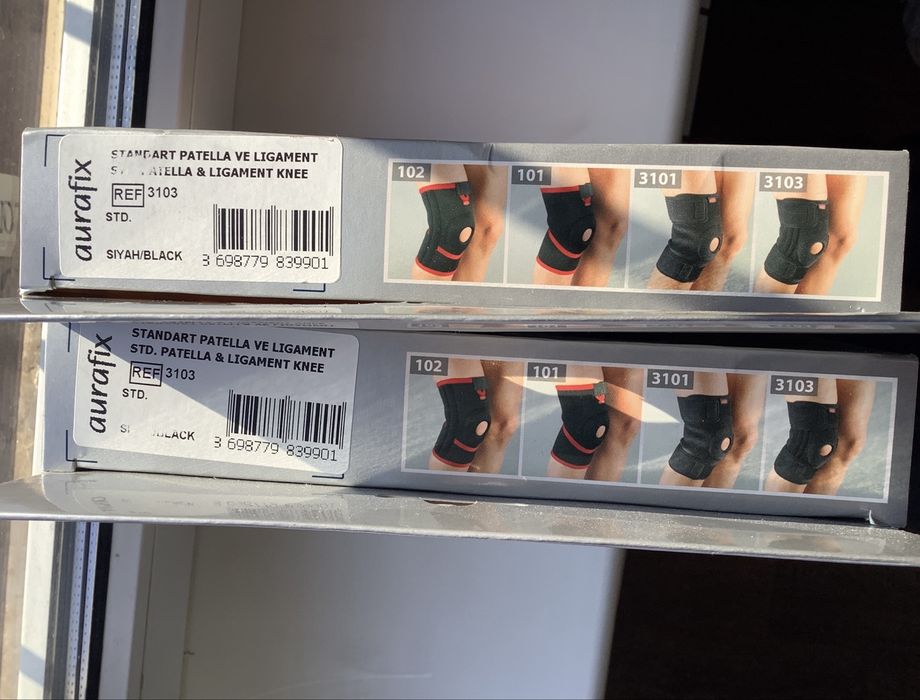 aurafix
STANDART PATELLA VE LIGAMENT
PATELLA & LIGAMENT KNEE
REF 3103
STD.
SIYAH/BLACK
3 698779 839901
102
101
3101
3103
aurafix
STANDART PATELLA VE LIGAMENT
STD. PATELLA & LIGAMENT KNEE
REF 3103
STD.
3 698779 839901
102
101
3101
3103